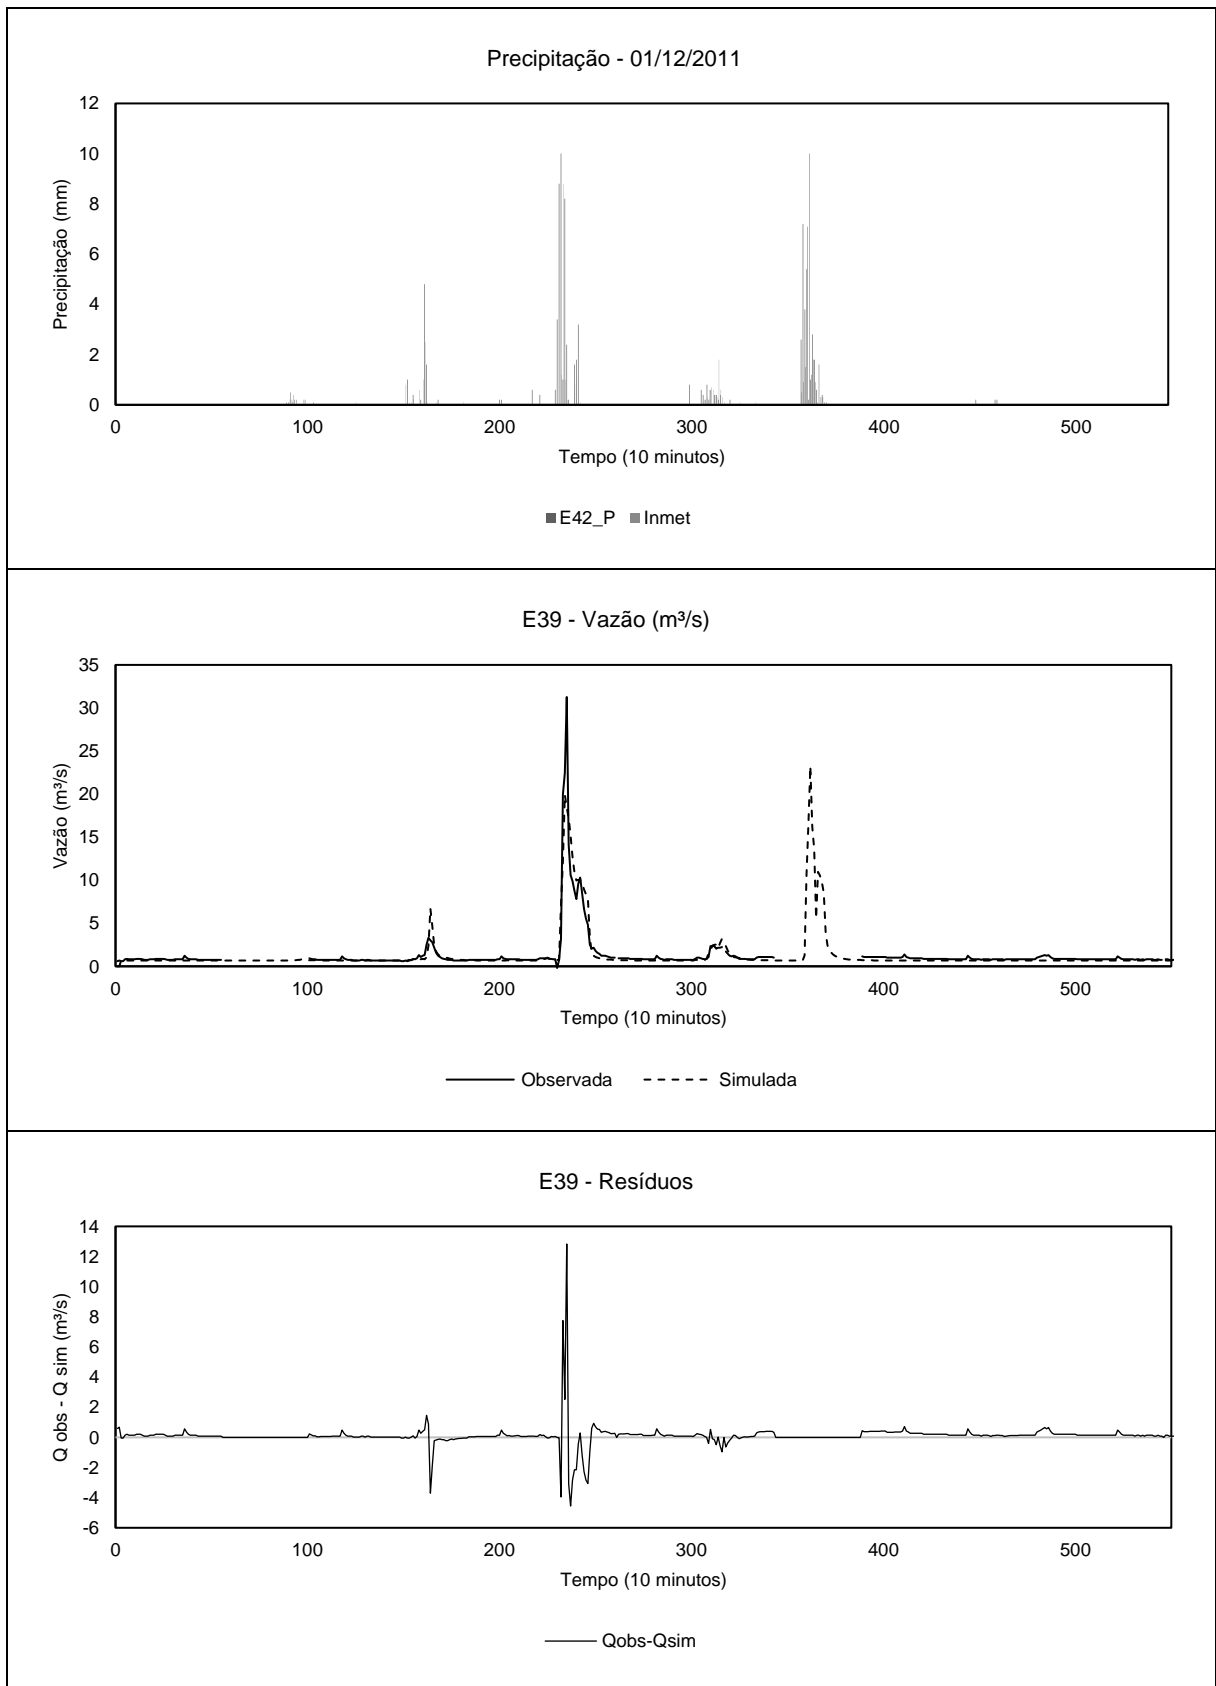 Precipitação - 01/12/2011
12
10
8
6
4
2
0
Precipitação (mm)
0 100 200 300 400 500
Tempo (10 minutos)
E42_P Inmet
E39 - Vazão (m³/s)
35
30
25
20
15
10
5
0
Vazão (m³/s)
0 100 200 300 400 500
Tempo (10 minutos)
Observada Simulada
E39 - Resíduos
14
12
10
8
6
4
2
0
-2
-4
-6
Q obs - Q sim (m³/s)
0 100 200 300 400 500
Tempo (10 minutos)
Qobs-Qsim